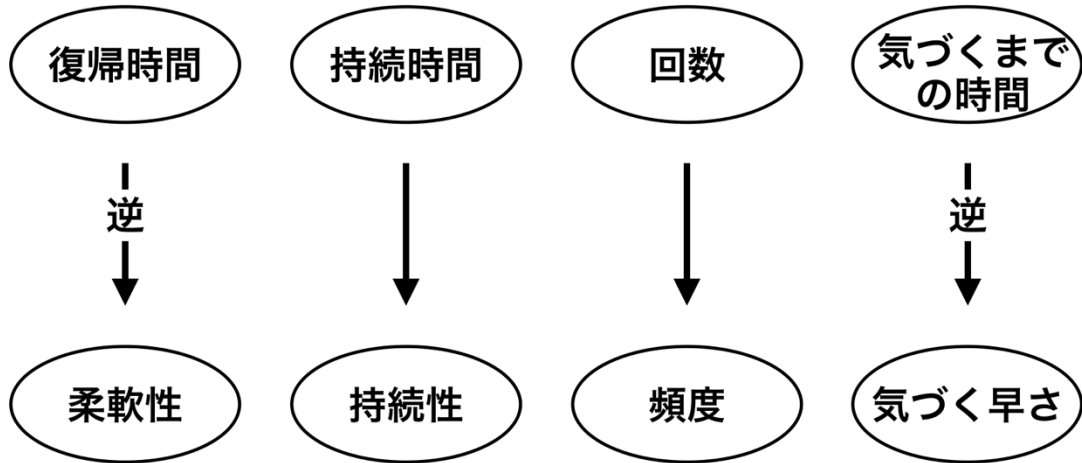 復帰時間
持続時間
回数
気づくまで
の時間
逆
逆
柔軟性
持続性
頻度
気づく早さ